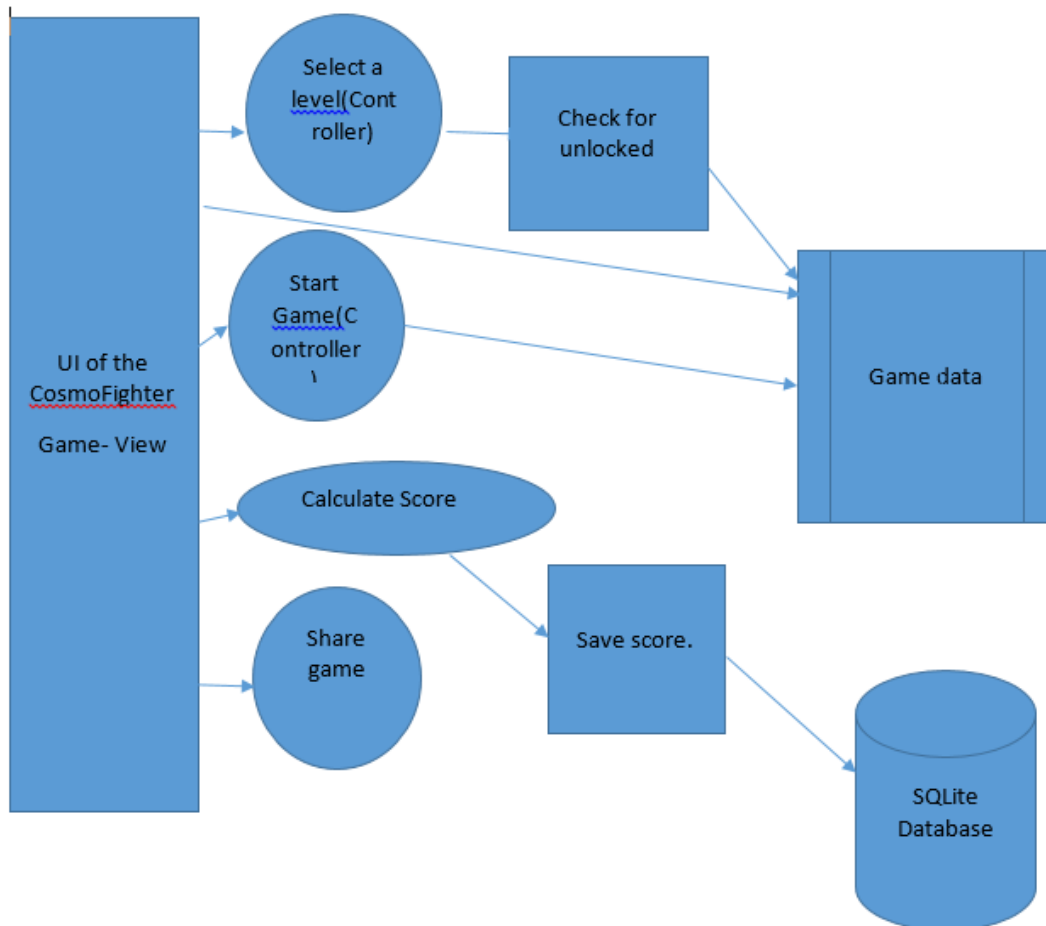 Select a
level(Cont
roller)
Check for
unlocked
Start
Game(C
ontroller
)
Game data
UI of the
CosmoFighter
Game- View
Calculate Score
Share
game
Save score.
SQLite
Database